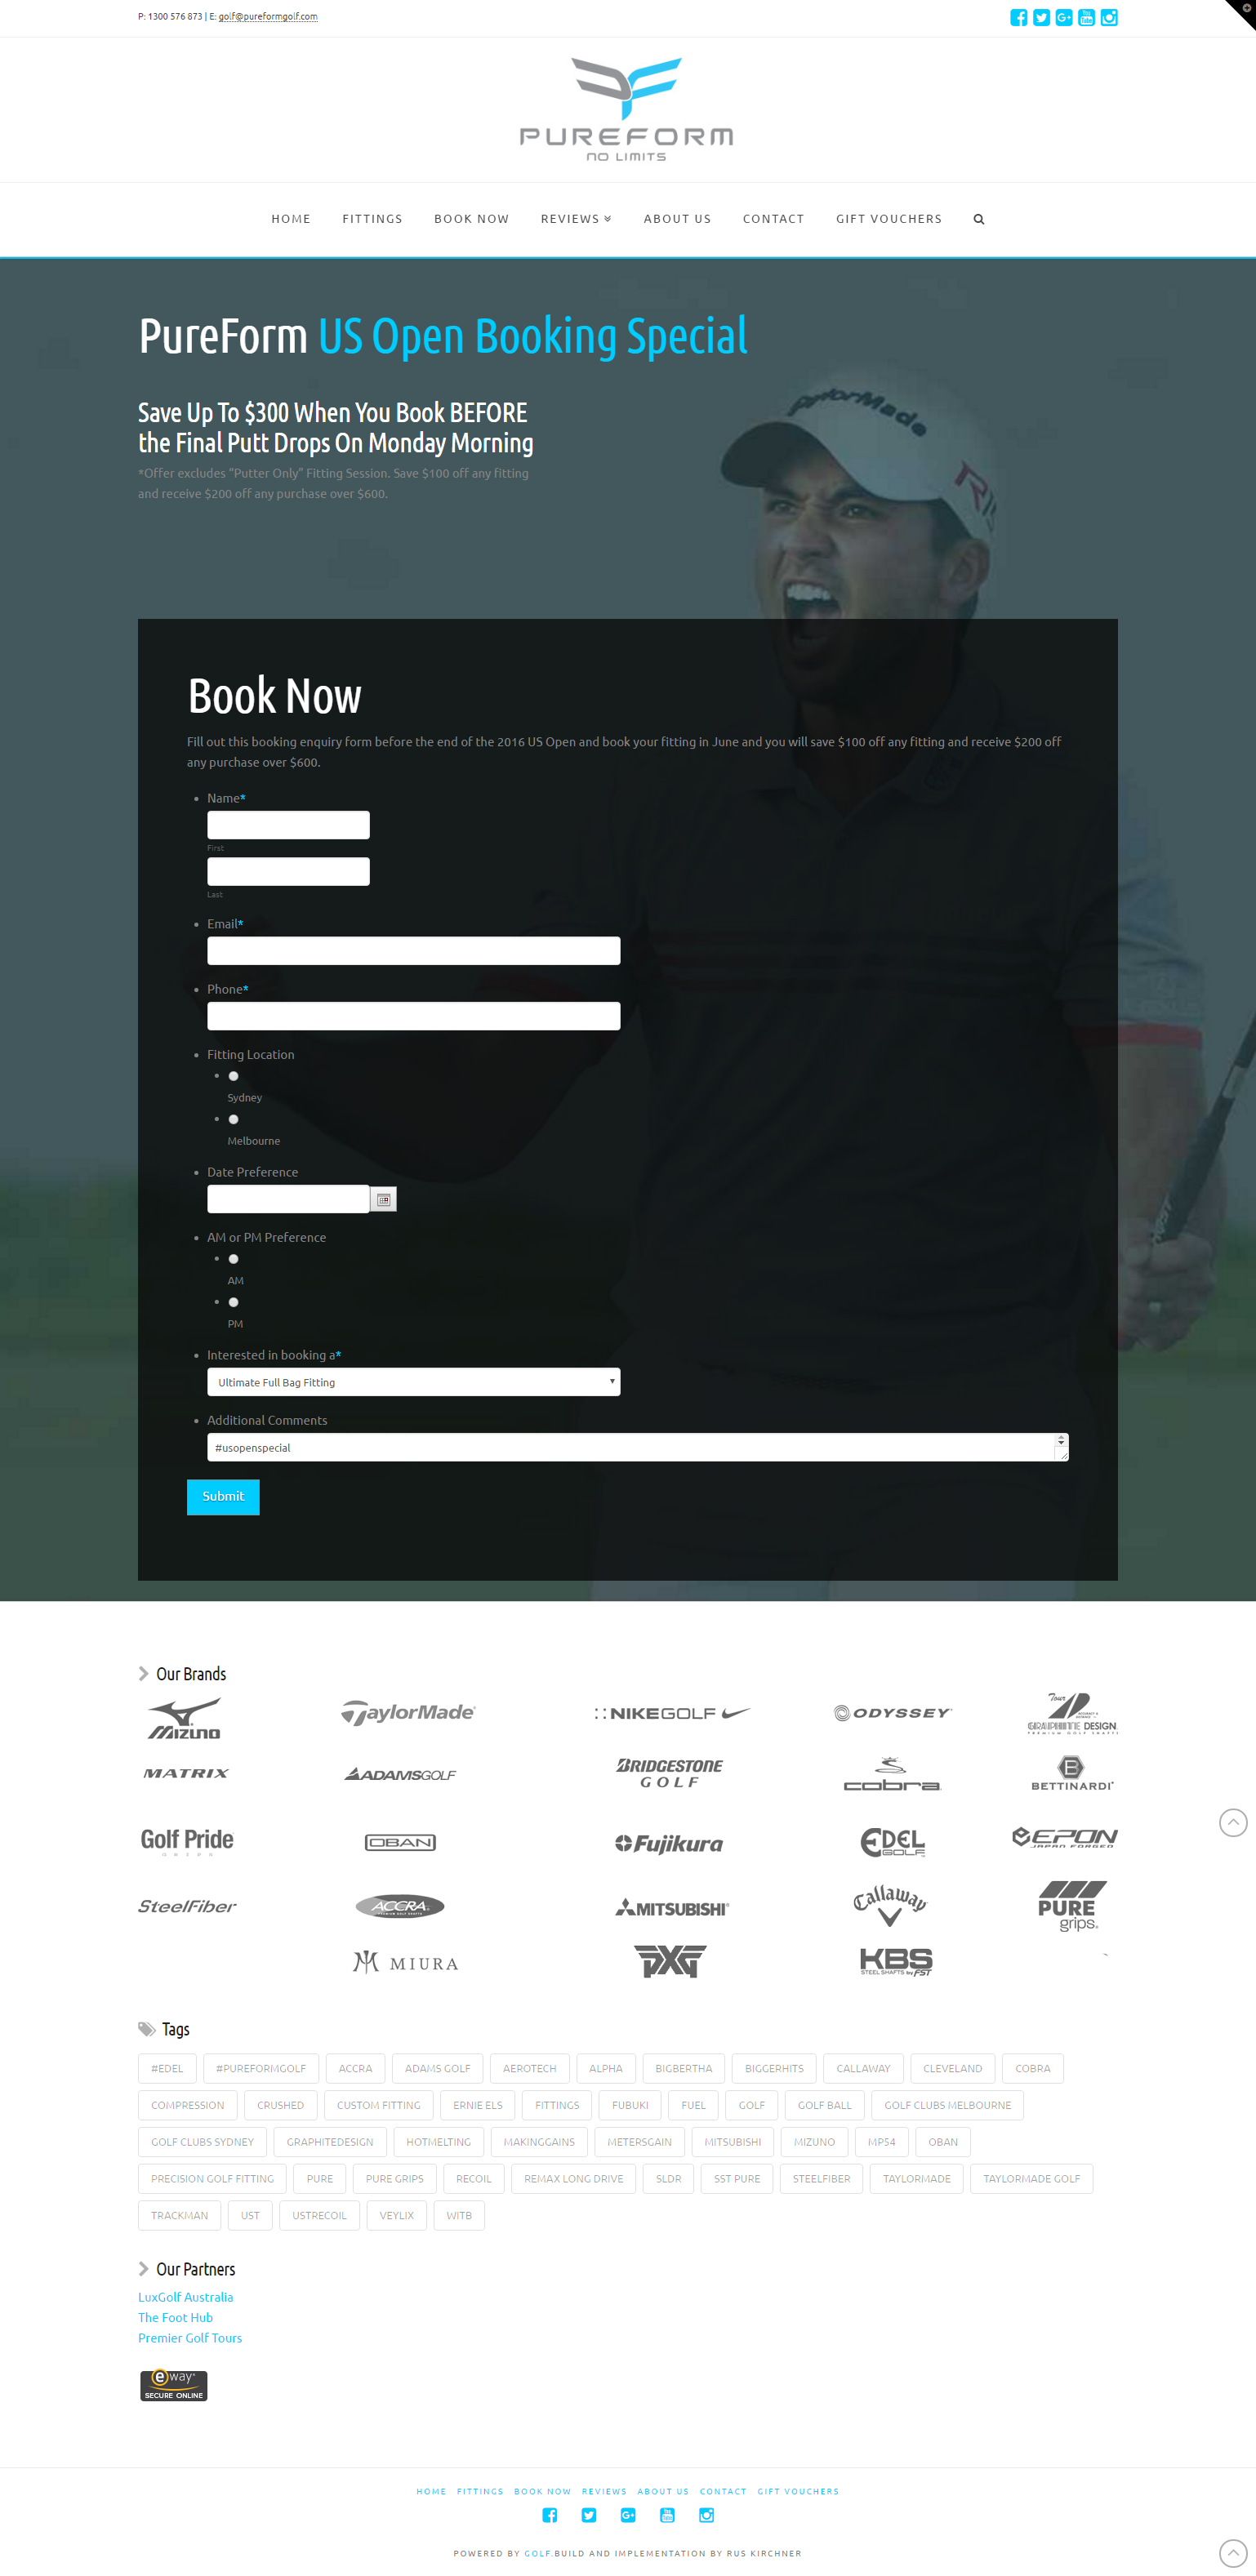 P: 1300 576 873 | E: golf@pureformgolf.com
PUREFORM
NO LIMITS
HOME FITTINGS BOOK NOW REVIEWS ABOUT US CONTACT GIFT VOUCHERS
PureForm US Open Booking Special
TaylorMade
Save Up To $300 When You Book BEFORE
the Final Putt Drops On Monday Morning
*Offer excludes "Putter Only" Fitting Session. Save $100 off any fitting
and receive $200 off any purchase over $600.
Book Now
Fill out this booking enquiry form before the end of the 2016 US Open and book your fitting in June and you will save $100 off any fitting and receive $200 off
any purchase over $600.
Name*
First
Last
Email*
Phone*
Fitting Location
Sydney
Melbourne
Date Preference
AM or PM Preference
AM
PM
Interested in booking a*
Ultimate Full Bag Fitting
Additional Comments
#usopenspecial
Submit
Our Brands
MIZUNO TaylorMade NIKEGOLF ODYSSEY Tour GRAPHITE DESIGN.
MATRIX ADAMSGOLF BRIDGESTONE GOLF cobra BETTINARDI
Golf Pride GRIPS OBAN Fujikura EDEL GOLF EPON JAPAN FORGED
SteelFiber ACCRA MITSUBISHI Callaway PURE grips
MIURA PXG KBS STEEL SHAFTS by FST
Tags
#EDEL #PUREFORMGOLF ACCRA ADAMS GOLF AEROTECH ALPHA BIGBERTHA BIGGERHITS CALLAWAY CLEVELAND COBRA
COMPRESSION CRUSHED CUSTOM FITTING ERNIE ELS FITTINGS FUBUKI FUEL GOLF GOLF BALL GOLF CLUBS MELBOURNE
GOLF CLUBS SYDNEY GRAPHITEDESIGN HOTMELTING MAKINGGAINS METERSGAIN MITSUBISHI MIZUNO MP54 OBAN
PRECISION GOLF FITTING PURE PURE GRIPS RECOIL REMAX LONG DRIVE SLDR SST PURE STEELFIBER TAYLORMADE TAYLORMADE GOLF
TRACKMAN UST USTRECOIL VEYLIX WITB
Our Partners
LuxGolf Australia
The Foot Hub
Premier Golf Tours
eway
SECURE ONLINE
HOME FITTINGS BOOK NOW REVIEWS ABOUT US CONTACT GIFT VOUCHERS
POWERED BY GOLF.BUILD AND IMPLEMENTATION BY RUS KIRCHNER